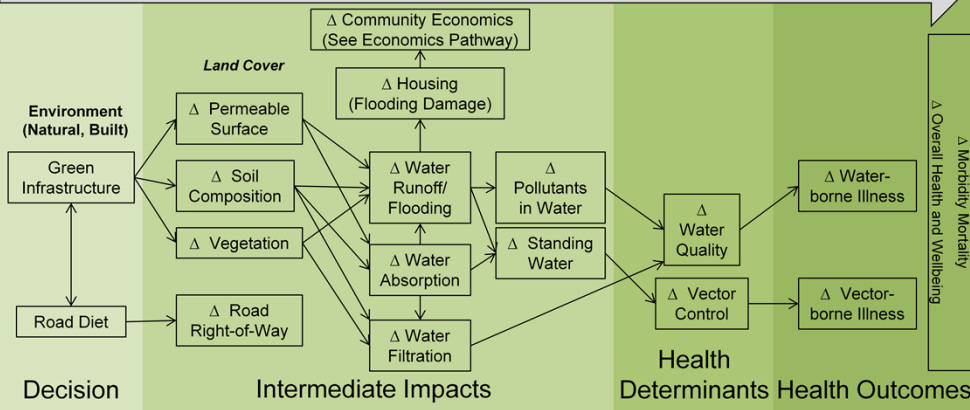 Δ Community Economics
(See Economics Pathway)
Land Cover
Δ Housing
(Flooding Damage)
Environment
(Natural, Built)
Δ Permeable
Surface
Green
Infrastructure
Δ Soil
Composition
Δ Water
Runoff/
Flooding
Δ
Pollutants
in Water
Δ Water-
borne Illness
Δ Vegetation
Δ Standing
Water
Δ
Water
Quality
Δ Water
Absorption
Road Diet
Δ Road
Right-of-Way
Δ Water
Filtration
Δ Vector
Control
Δ Vector-
borne Illness
Δ Morbidity Mortality
Δ Overall Health and Wellbeing
Decision
Intermediate Impacts
Health
Determinants
Health Outcomes